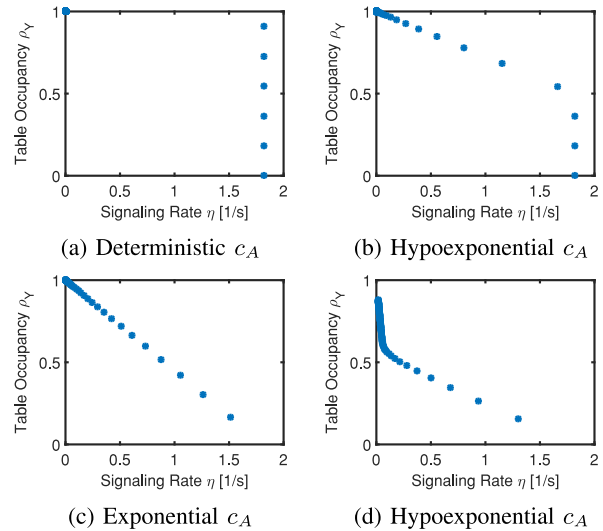 1
0.5
0
Table Occupancy ρY
0 0.5 1 1.5 2
Signaling Rate η [1/s]
(a) Deterministic cA
1
0.5
0
Table Occupancy ρY
0 0.5 1 1.5 2
Signaling Rate η [1/s]
(b) Hypoexponential cA
1
0.5
0
Table Occupancy ρY
0 0.5 1 1.5 2
Signaling Rate η [1/s]
(c) Exponential cA
1
0.5
0
Table Occupancy ρY
0 0.5 1 1.5 2
Signaling Rate η [1/s]
(d) Hypoexponential cA